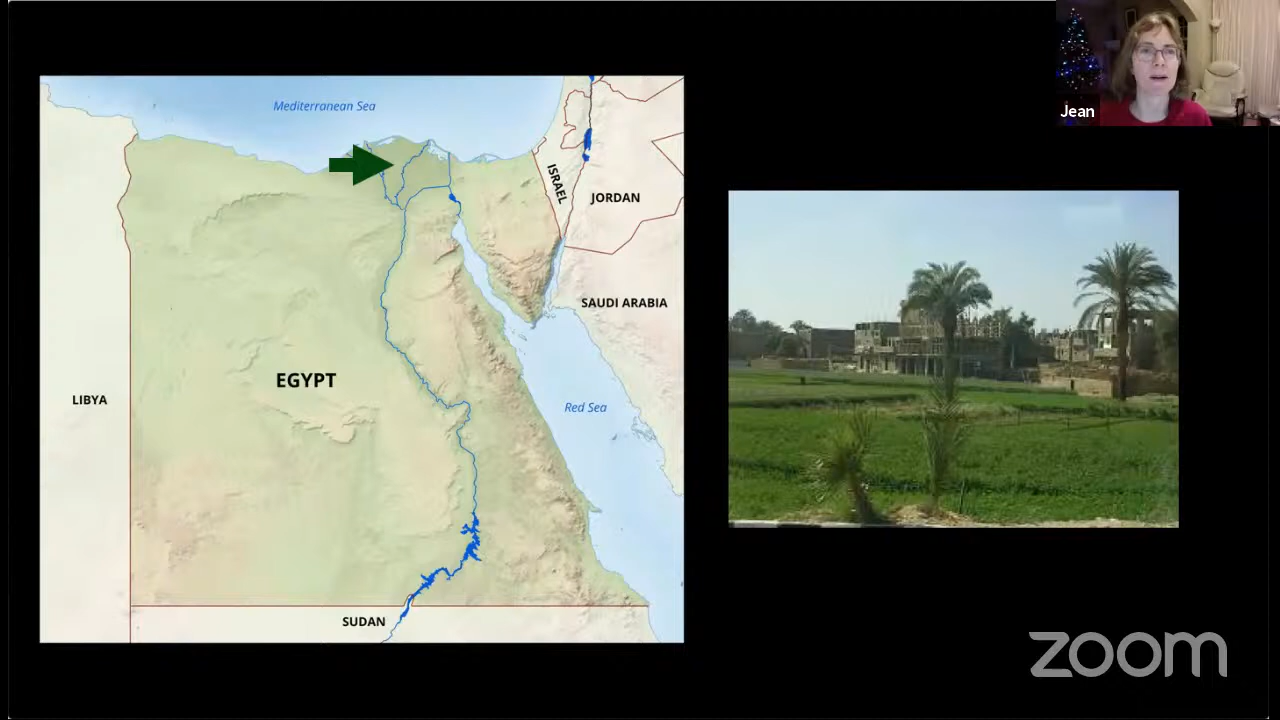 Jean
Mediterranean Sea
ISRAEL
JORDAN
SAUDI ARABIA
EGYPT
LIBYA
Red Sea
SUDAN
zoom